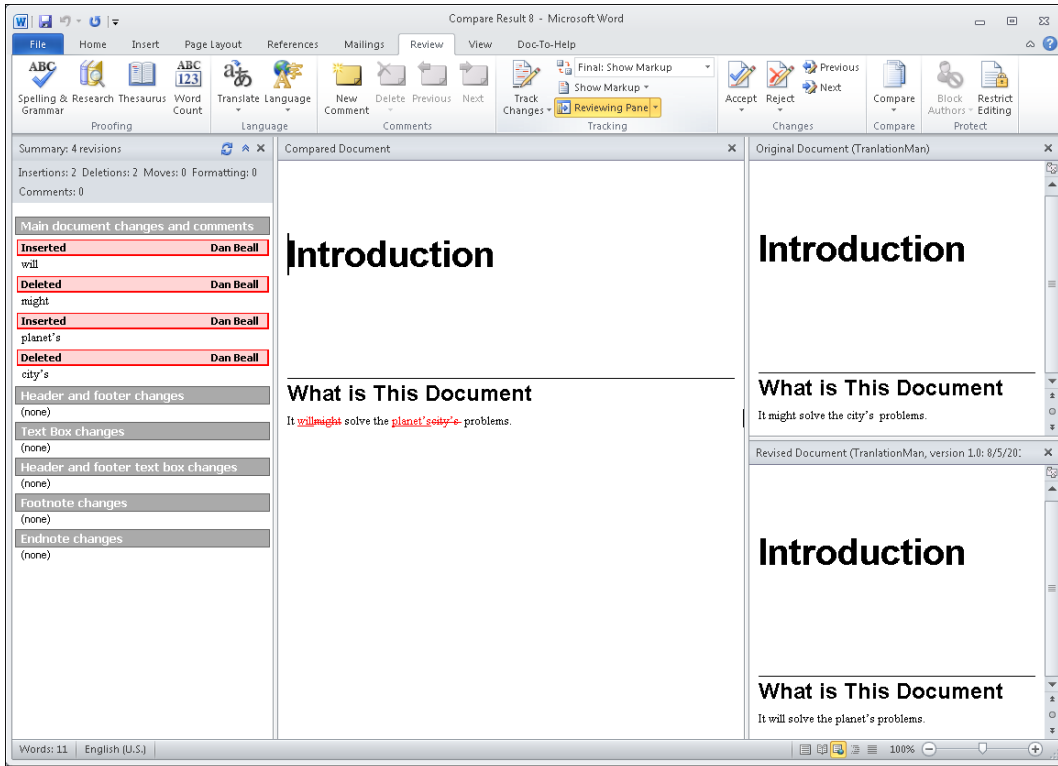 Compare Result 8 - Microsoft Word
File Home Insert Page Layout References Mailings Review View Doc-To-Help
ABC
Spelling & Grammar
Research
Thesaurus
ABC
123
Word Count
Proofing
Translate
Language
Language
New Comment
Delete
Previous
Next
Comments
Track Changes
Final: Show Markup
Show Markup
Reviewing Pane
Tracking
Accept
Reject
Previous
Next
Changes
Compare
Compare
Block Authors
Restrict Editing
Protect
Summary: 4 revisions
Insertions: 2 Deletions: 2 Moves: 0 Formatting: 0
Comments: 0
Main document changes and comments
Inserted Dan Beall
will
Deleted Dan Beall
might
Inserted Dan Beall
planet's
Deleted Dan Beall
city's
Header and footer changes
(none)
Text Box changes
(none)
Header and footer text box changes
(none)
Footnote changes
(none)
Endnote changes
(none)
Compared Document
Introduction
What is This Document
It willmight solve the planet'scity's problems.
Original Document (TranlationMan)
Introduction
What is This Document
It might solve the city's problems.
Revised Document (TranlationMan, version 1.0: 8/5/20
Introduction
What is This Document
It will solve the planet's problems.
Words: 11 English (U.S.) 100%